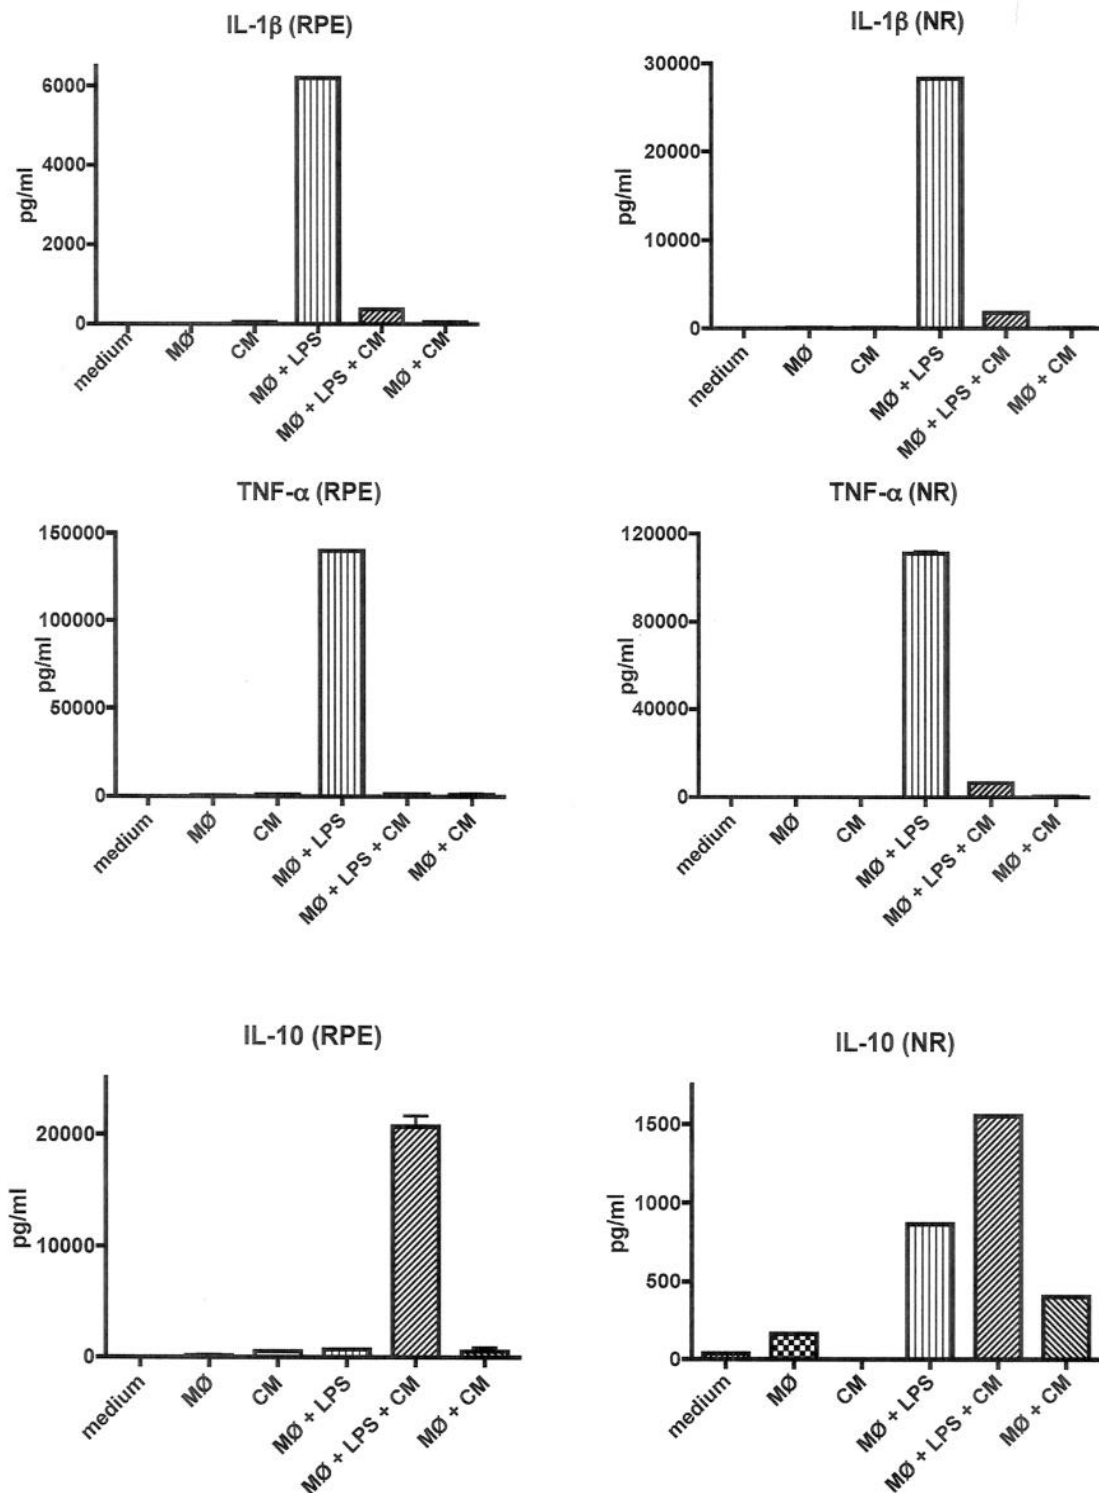 IL-1β (RPE)
6000
4000
2000
0
pg/ml
medium
MØ
CM
MØ + LPS
MØ + LPS + CM
MØ + CM
IL-1β (NR)
30000
20000
10000
0
pg/ml
medium
MØ
CM
MØ + LPS
MØ + LPS + CM
MØ + CM
TNF-α (RPE)
150000
100000
50000
0
pg/ml
medium
MØ
CM
MØ + LPS
MØ + LPS + CM
MØ + CM
TNF-α (NR)
120000
80000
40000
0
pg/ml
medium
MØ
CM
MØ + LPS
MØ + LPS + CM
MØ + CM
IL-10 (RPE)
20000
10000
0
pg/ml
medium
MØ
CM
MØ + LPS
MØ + LPS + CM
MØ + CM
IL-10 (NR)
1500
1000
500
0
pg/ml
medium
MØ
CM
MØ + LPS
MØ + LPS + CM
MØ + CM